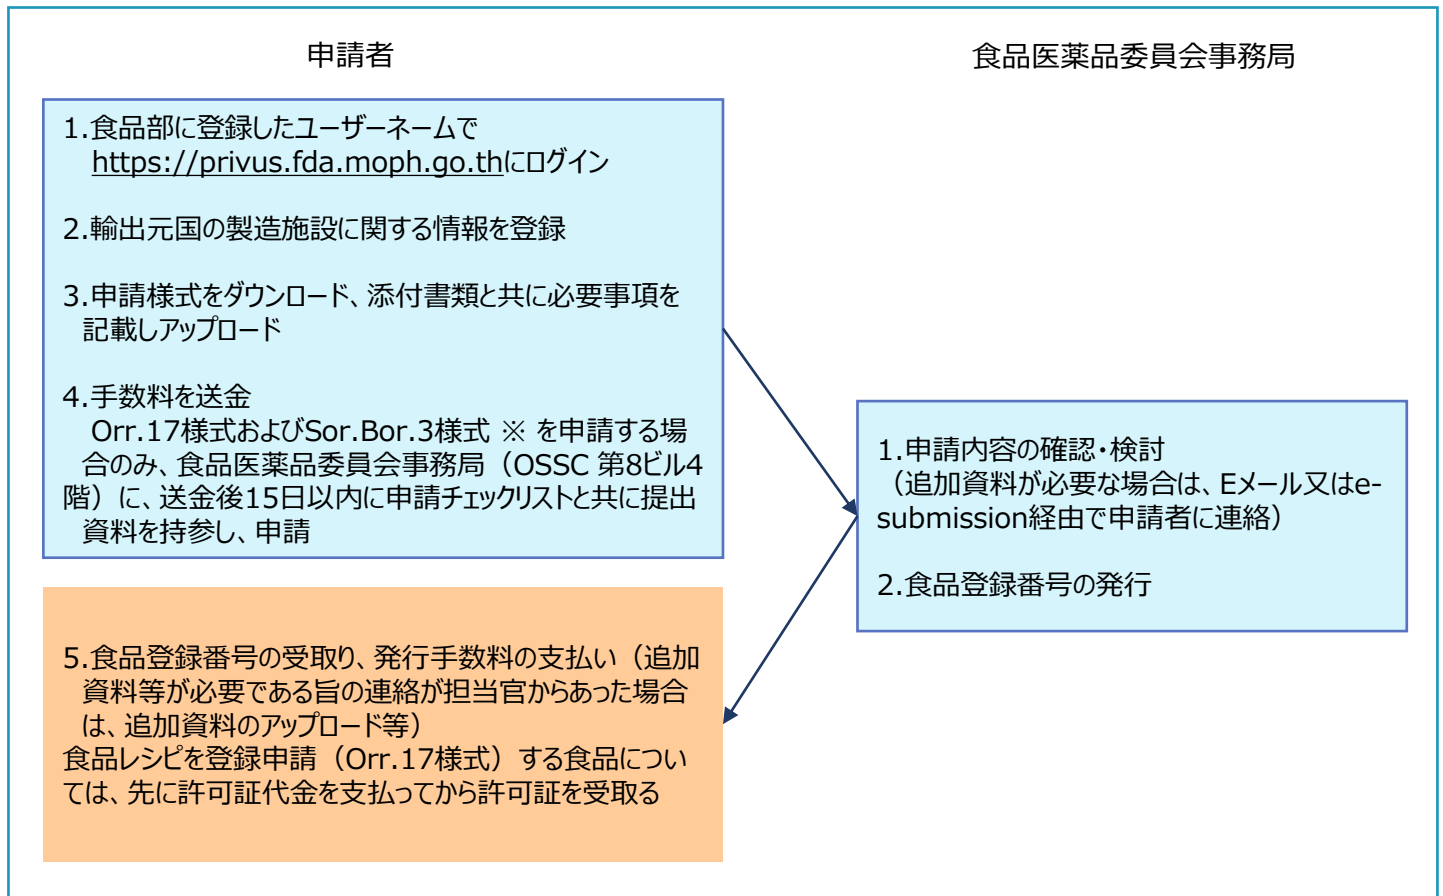 申請者
食品医薬品委員会事務局
1.食品部に登録したユーザーネームで
https://privus.fda.moph.go.thにログイン
2.輸出元国の製造施設に関する情報を登録
3.申請様式をダウンロード、添付書類と共に必要事項を
記載しアップロード
4.手数料を送金
Orr.17様式およびSor.Bor.3様式 ※ を申請する場
合のみ、食品医薬品委員会事務局（OSSC 第8ビル4
階）に、送金後15日以内に申請チェックリストと共に提出
資料を持参し、申請
1.申請内容の確認・検討
（追加資料が必要な場合は、Eメール又はe-
submission経由で申請者に連絡）
2.食品登録番号の発行
5.食品登録番号の受取り、発行手数料の支払い（追加
資料等が必要である旨の連絡が担当官からあった場合
は、追加資料のアップロード等）
食品レシピを登録申請（Orr.17様式）する食品につい
ては、先に許可証代金を支払ってから許可証を受取る